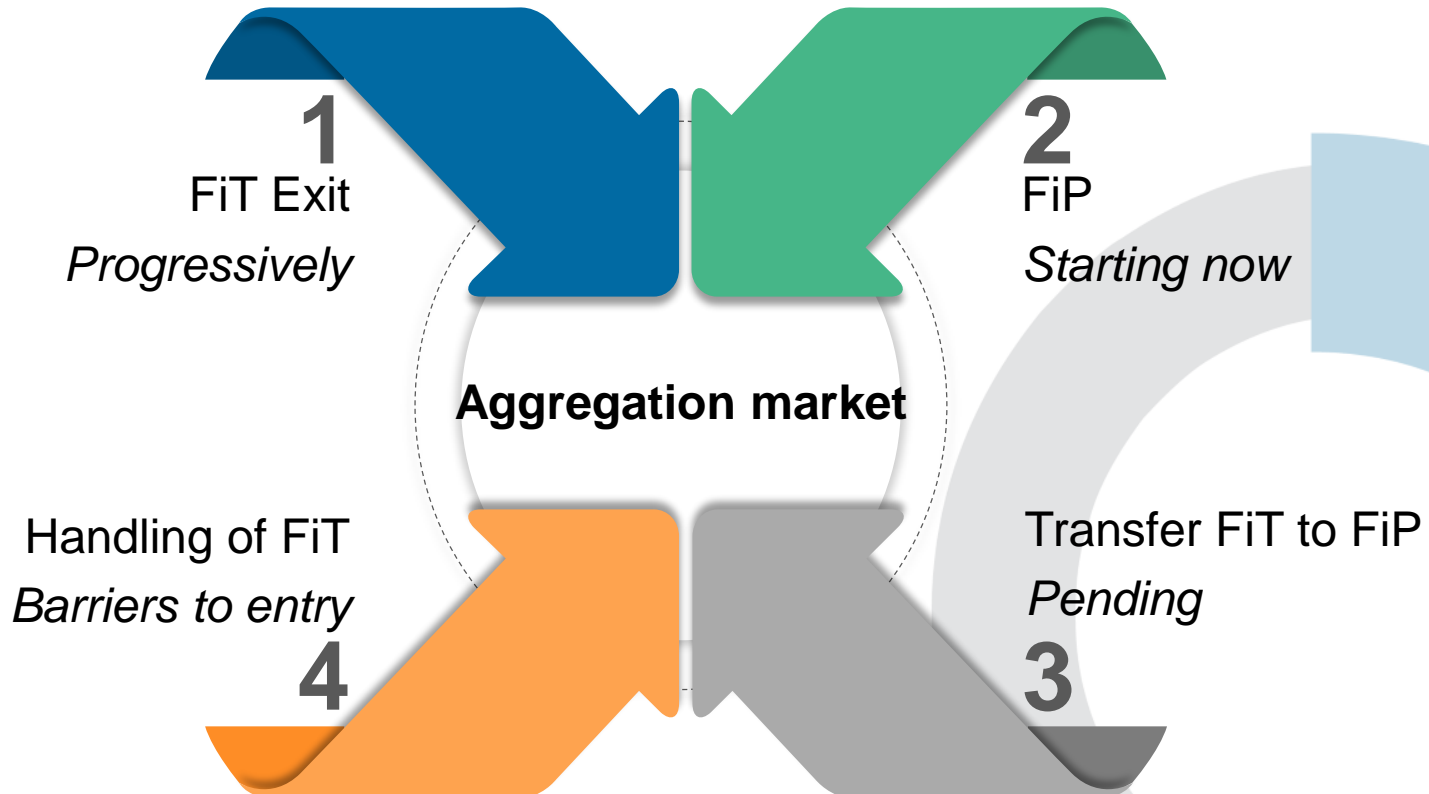 1
FiT Exit
Progressively
2
FiP
Starting now
Aggregation market
Handling of FiT
Barriers to entry
4
Transfer FiT to FiP
Pending
3